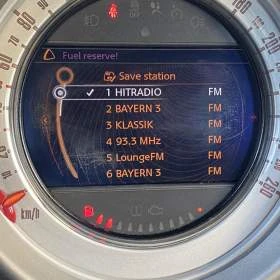 Fuel reserve!
Save station
1 HITRADIO FM
2 BAYERN 3 FM
3 KLASSIK FM
4 93.3 MHz FM
5 LoungeFM FM
6 BAYERN 3 FM
km/h